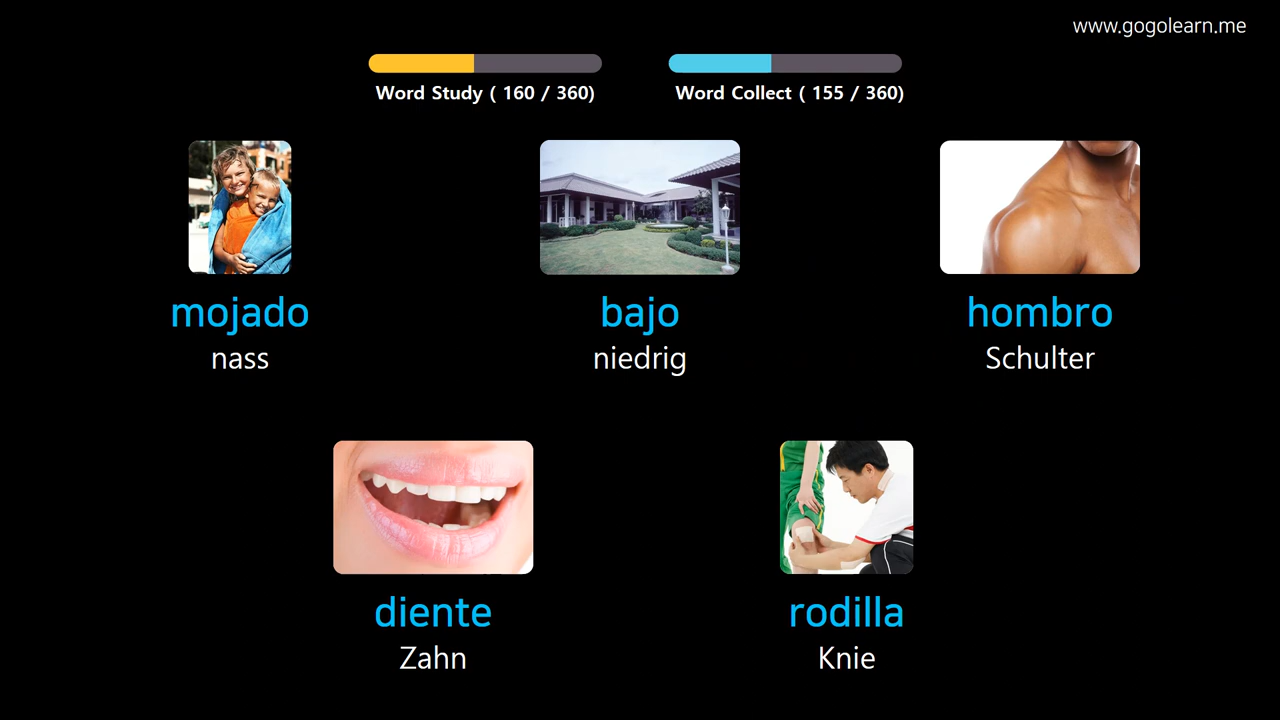 www.gogolearn.me
Word Study ( 160 / 360)
Word Collect ( 155 / 360)
mojado
nass
bajo
niedrig
hombro
Schulter
diente
Zahn
rodilla
Knie